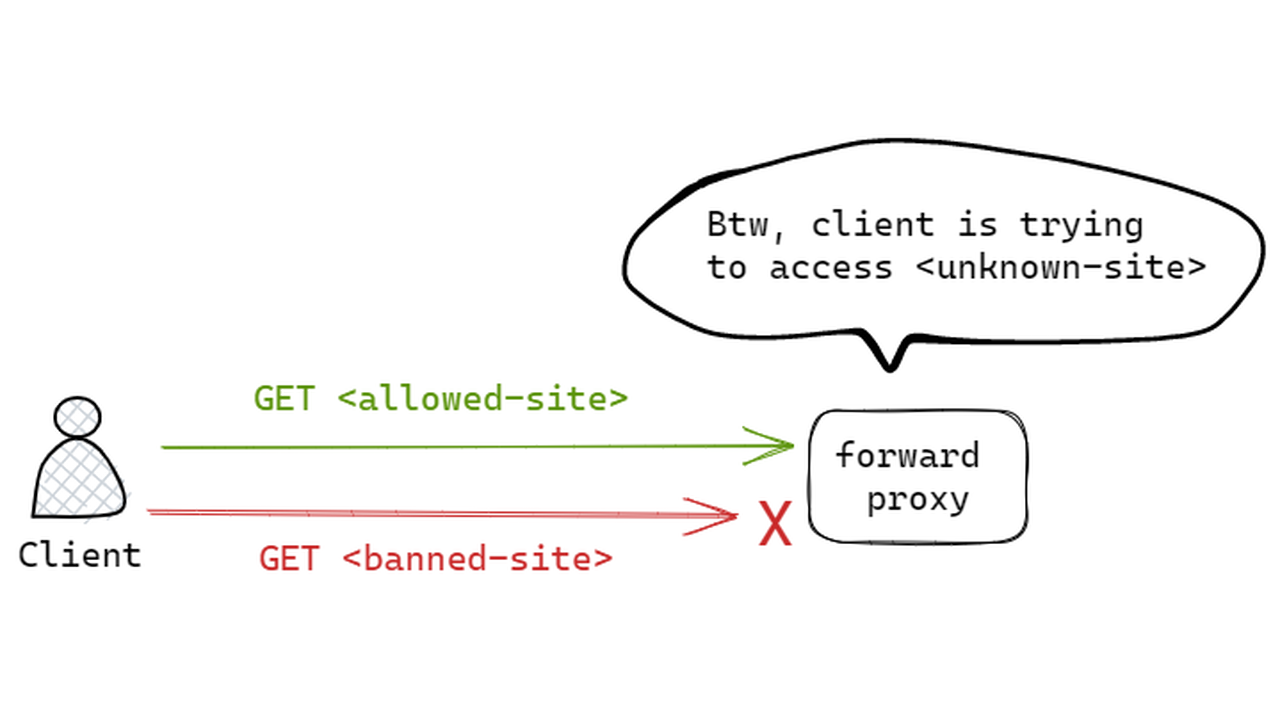 Btw, client is trying
to access <unknown-site>
GET <allowed-site>
forward
proxy
X
Client
GET <banned-site>